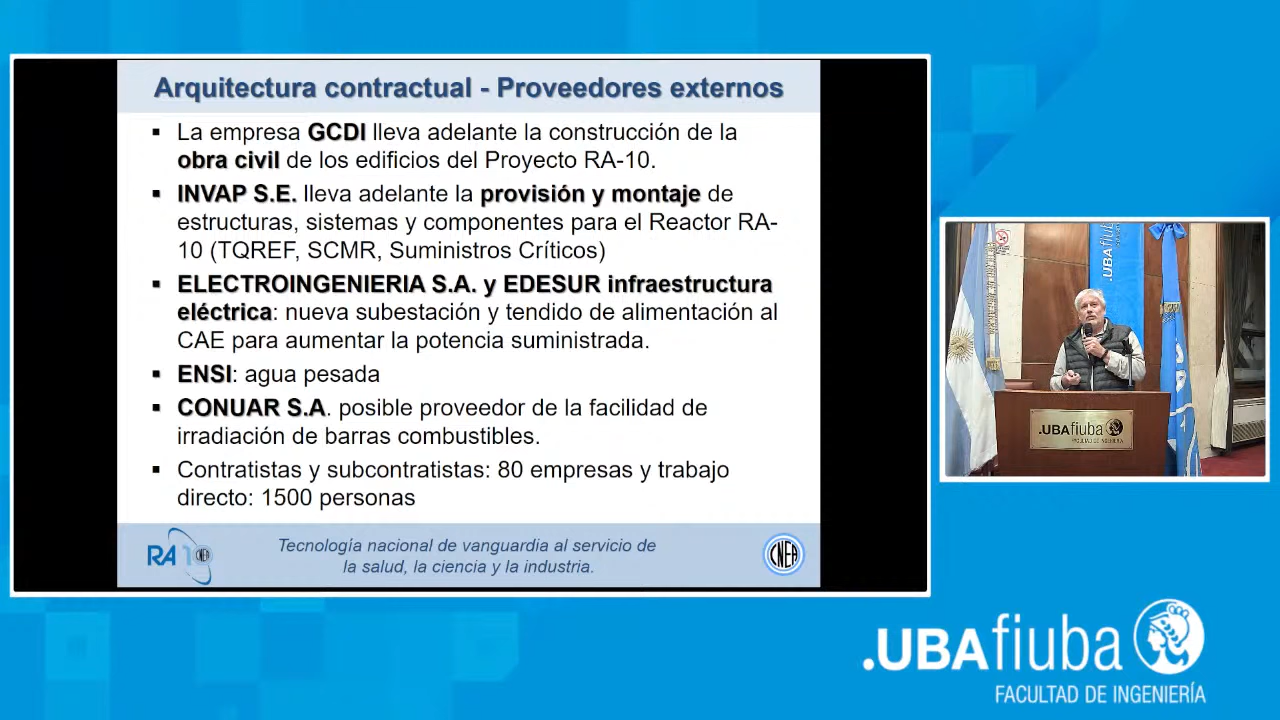 Arquitectura contractual - Proveedores externos
▪ La empresa GCDI lleva adelante la construcción de la
obra civil de los edificios del Proyecto RA-10.
▪ INVAP S.E. lleva adelante la provisión y montaje de
estructuras, sistemas y componentes para el Reactor RA-
10 (TQREF, SCMR, Suministros Críticos)
▪ ELECTROINGENIERIA S.A. y EDESUR infraestructura
eléctrica: nueva subestación y tendido de alimentación al
CAE para aumentar la potencia suministrada.
▪ ENSI: agua pesada
▪ CONUAR S.A. posible proveedor de la facilidad de
irradiación de barras combustibles.
▪ Contratistas y subcontratistas: 80 empresas y trabajo
directo: 1500 personas
RA10 CNEA
Tecnología nacional de vanguardia al servicio de
la salud, la ciencia y la industria.
CNEA
.UBAfiuba
.UBAfiuba
FACULTAD DE INGENIERÍA
.UBAfiuba
FACULTAD DE INGENIERÍA